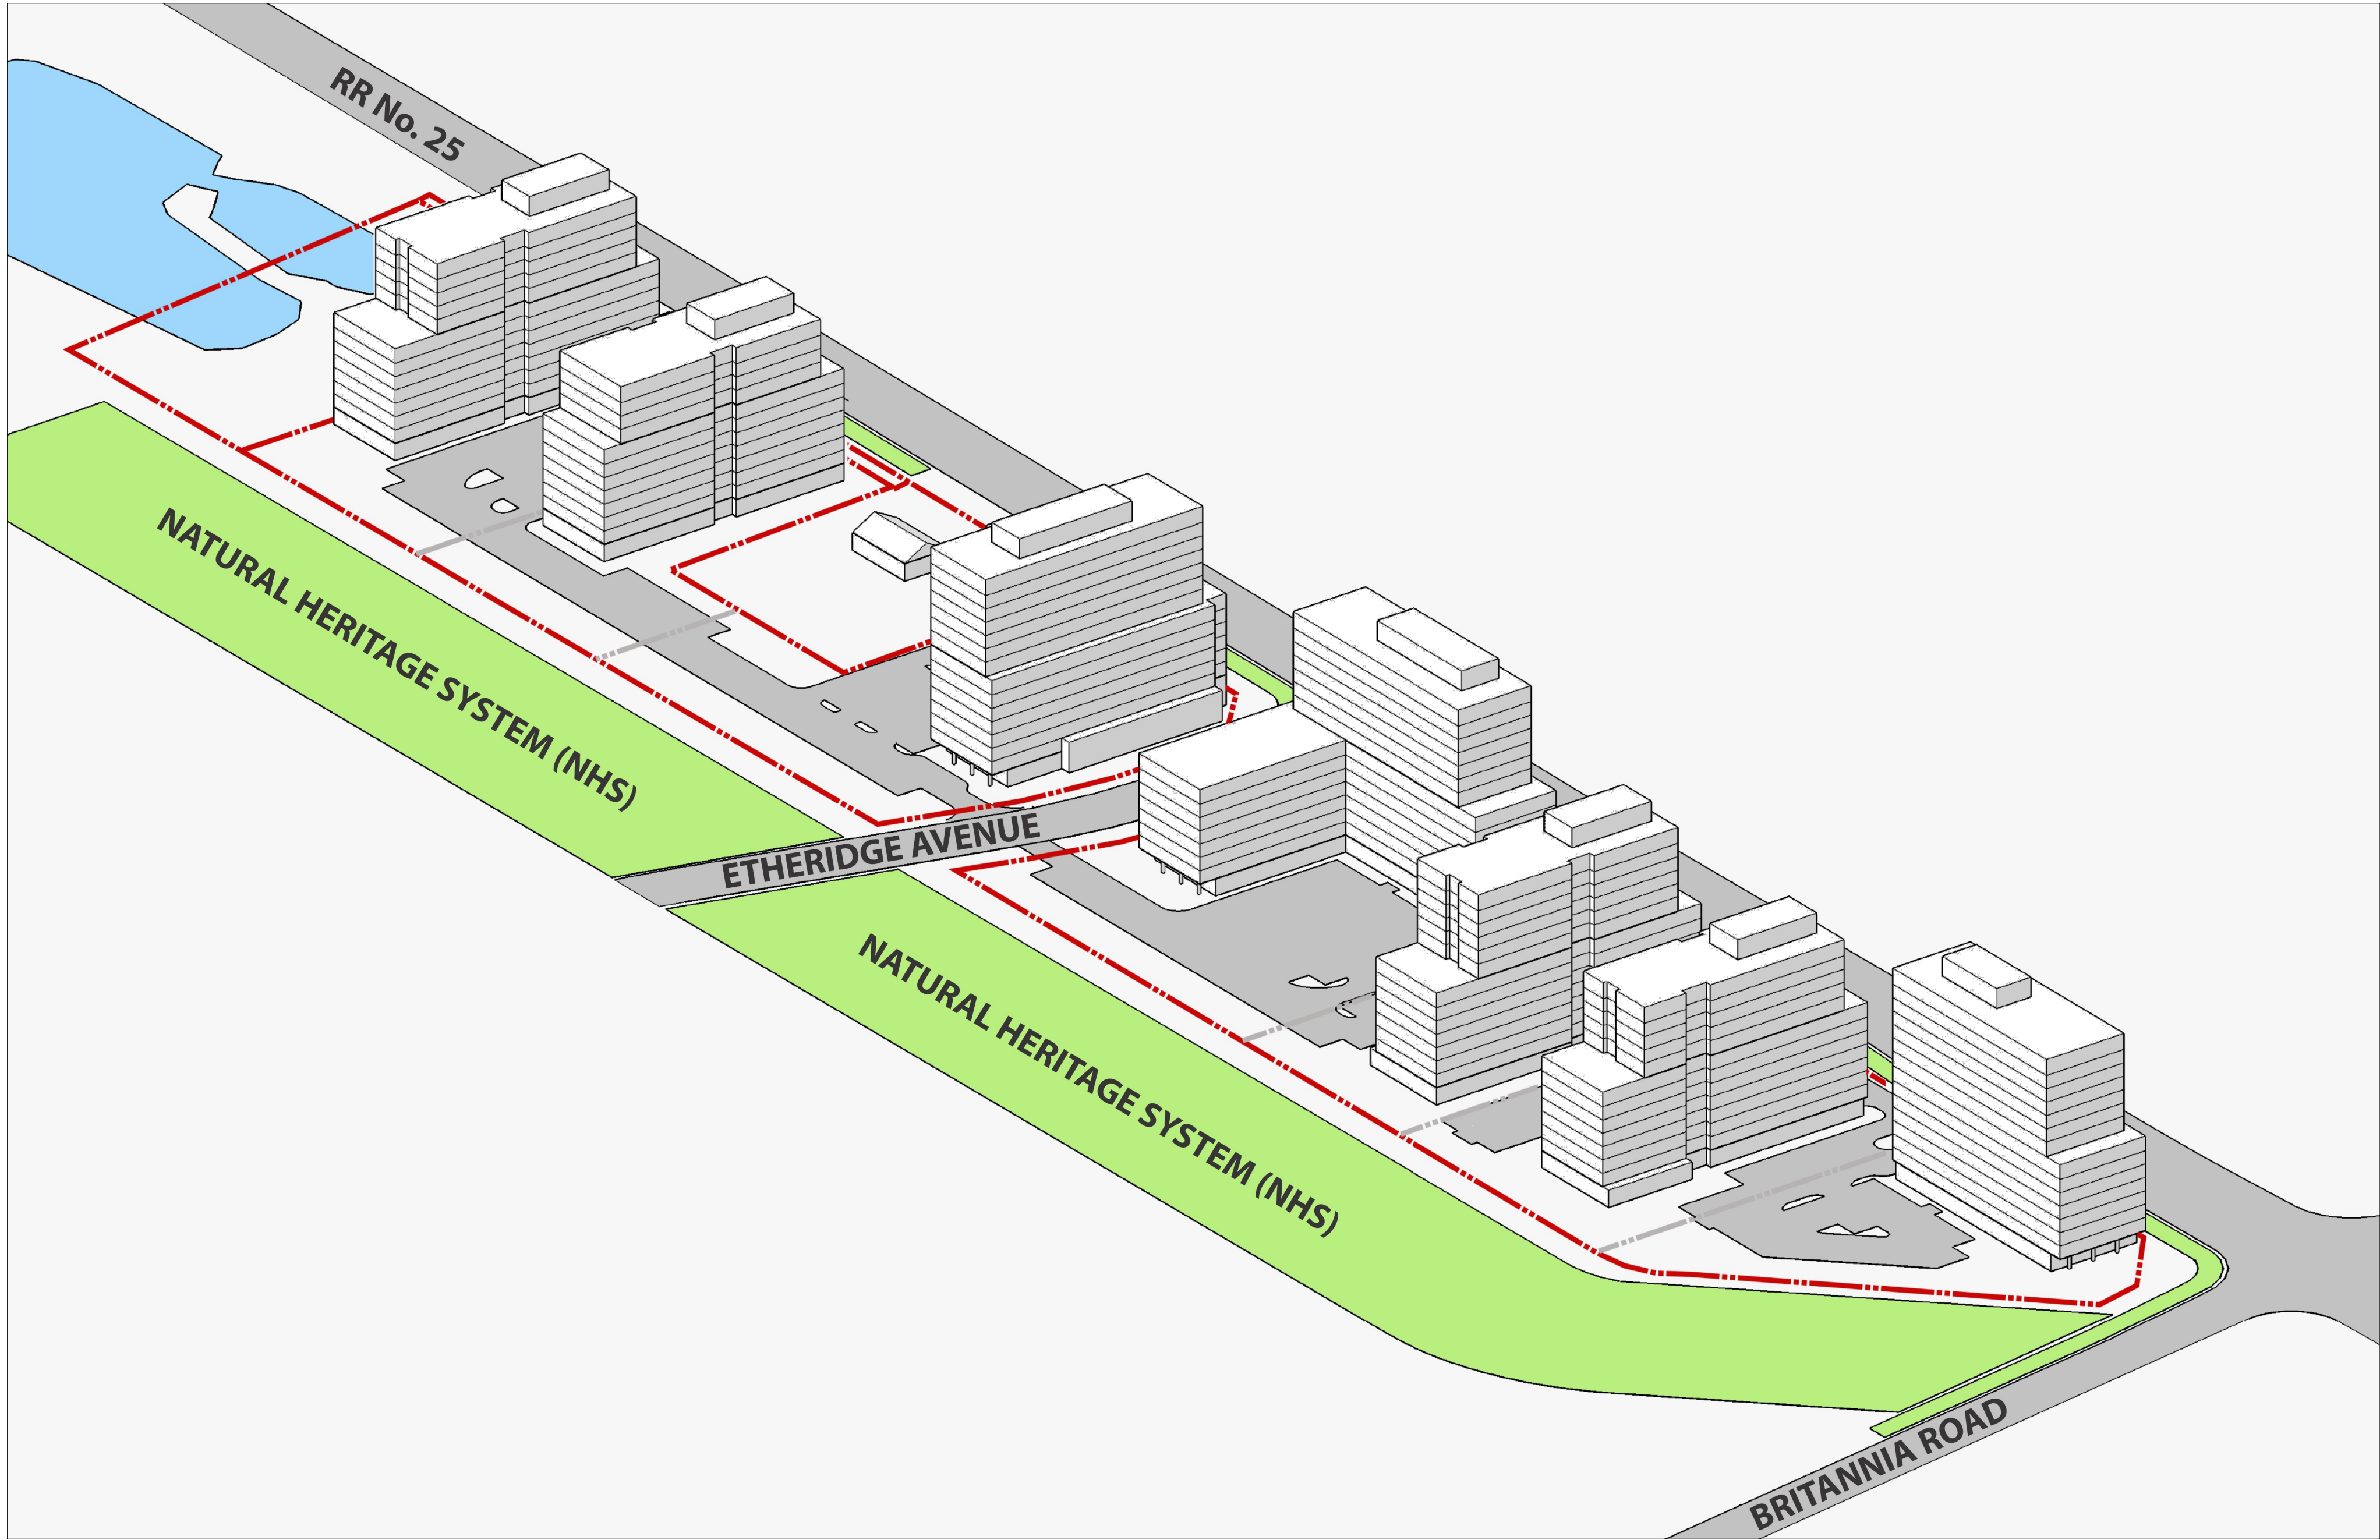 RR No. 25
NATURAL HERITAGE SYSTEM (NHS)
ETHERIDGE AVENUE
NATURAL HERITAGE SYSTEM (NHS)
BRITANNIA ROAD